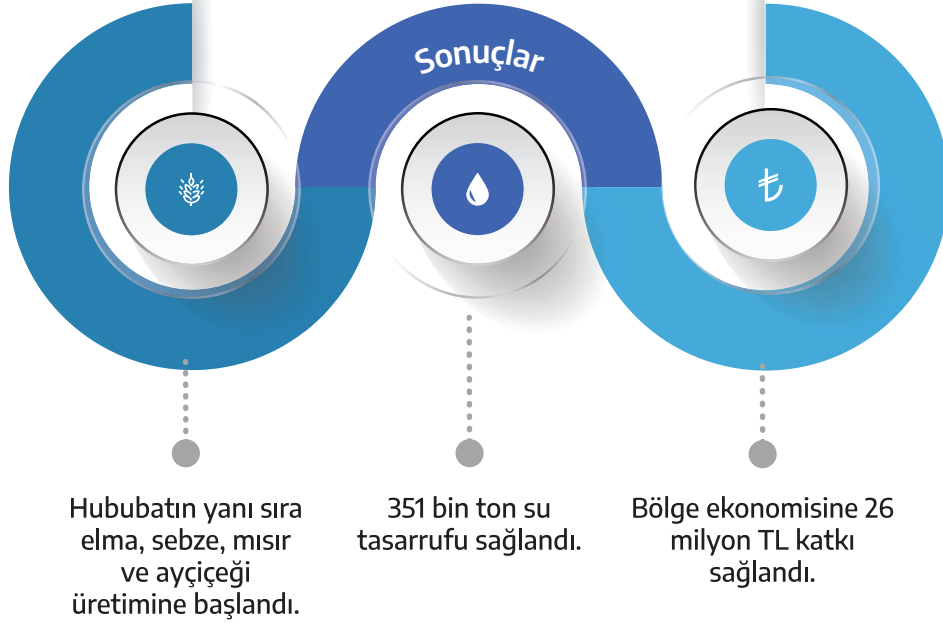 Sonuçlar
Hububatın yanı sıra
elma, sebze, mısır
ve ayçiçeği
üretimine başlandı.
351 bin ton su
tasarrufu sağlandı.
Bölge ekonomisine 26
milyon TL katkı
sağlandı.